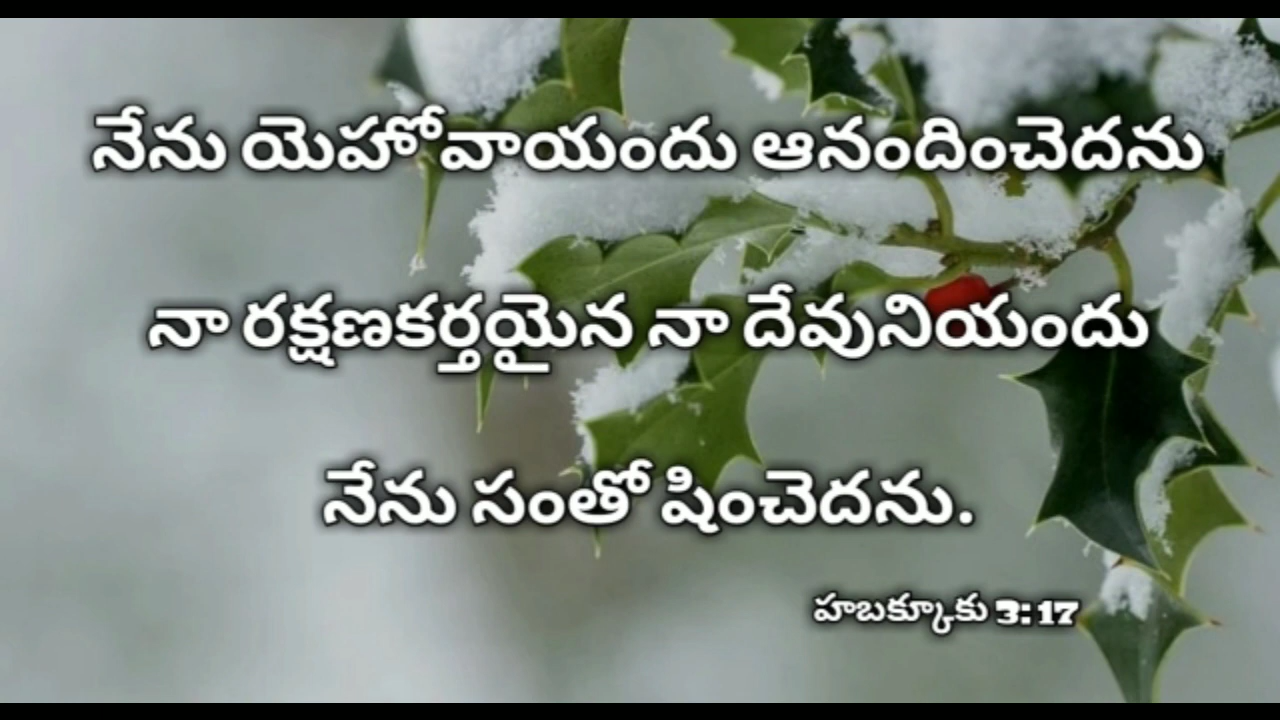 నేను యెహోవాయందు ఆనందించెదను
నా రక్షణకర్తయైన నా దేవునియందు
నేను సంతో షించెదను.
హబక్కూకు 3: 17